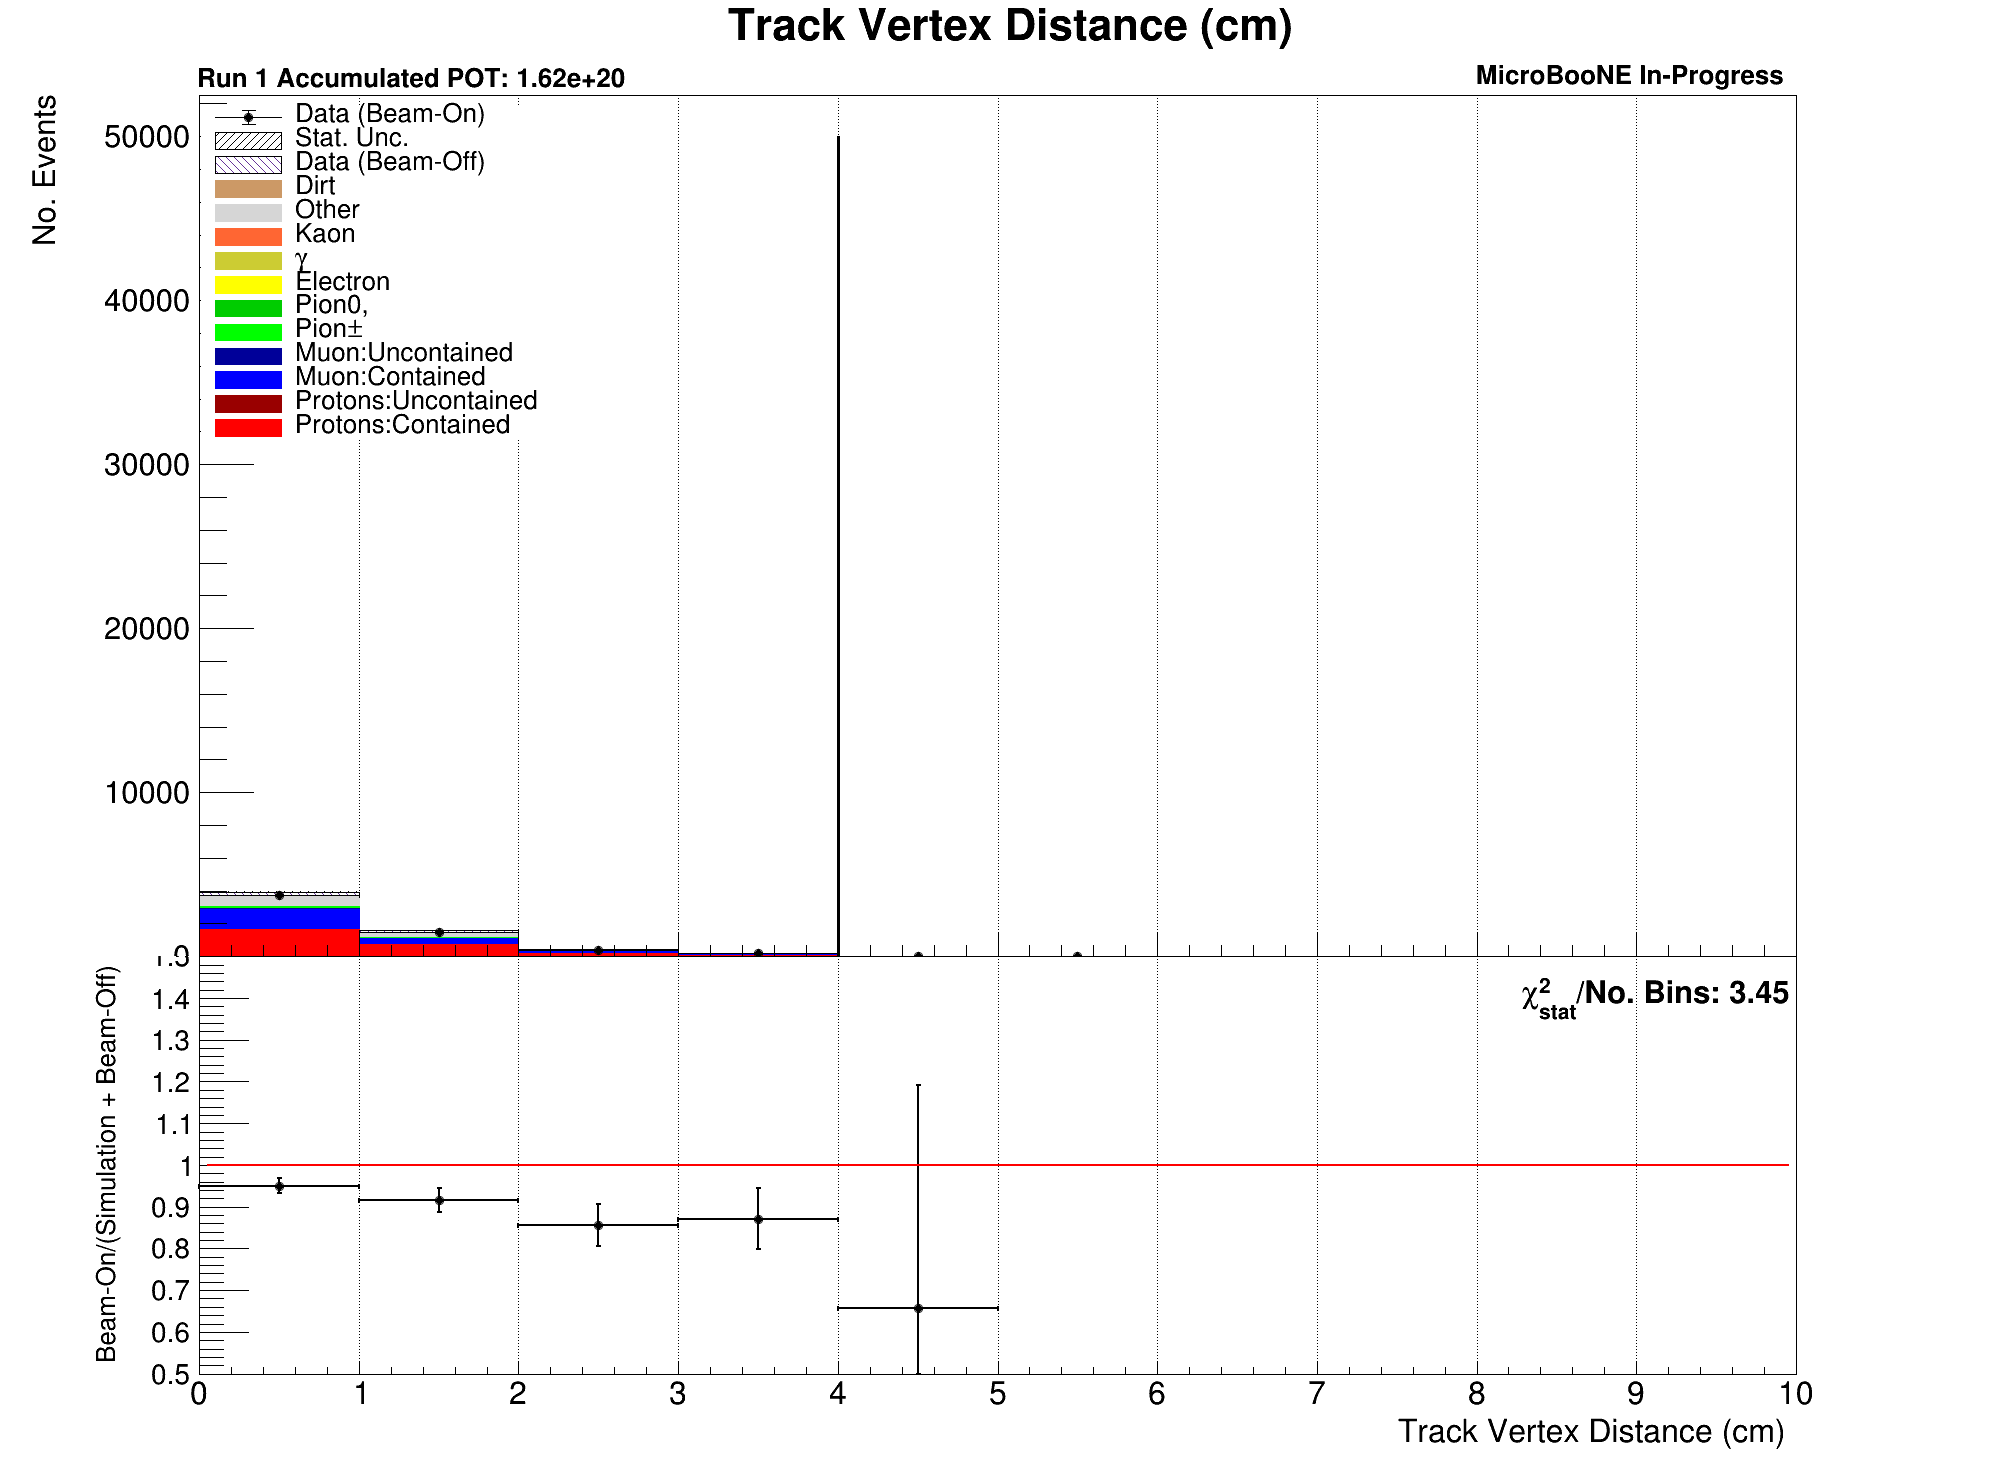 Track Vertex Distance (cm)
Run 1 Accumulated POT: 1.62e+20
MicroBooNE In-Progress
No. Events
50000
40000
30000
20000
10000
Data (Beam-On)
Stat. Unc.
Data (Beam-Off)
Dirt
Other
Kaon
γ
Electron
Pion0,
Pion±
Muon:Uncontained
Muon:Contained
Protons:Uncontained
Protons:Contained
Beam-On/(Simulation + Beam-Off)
χ²stat/No. Bins: 3.45
1.4
1.3
1.2
1.1
1
0.9
0.8
0.7
0.6
0.5
0 1 2 3 4 5 6 7 8 9 10
Track Vertex Distance (cm)